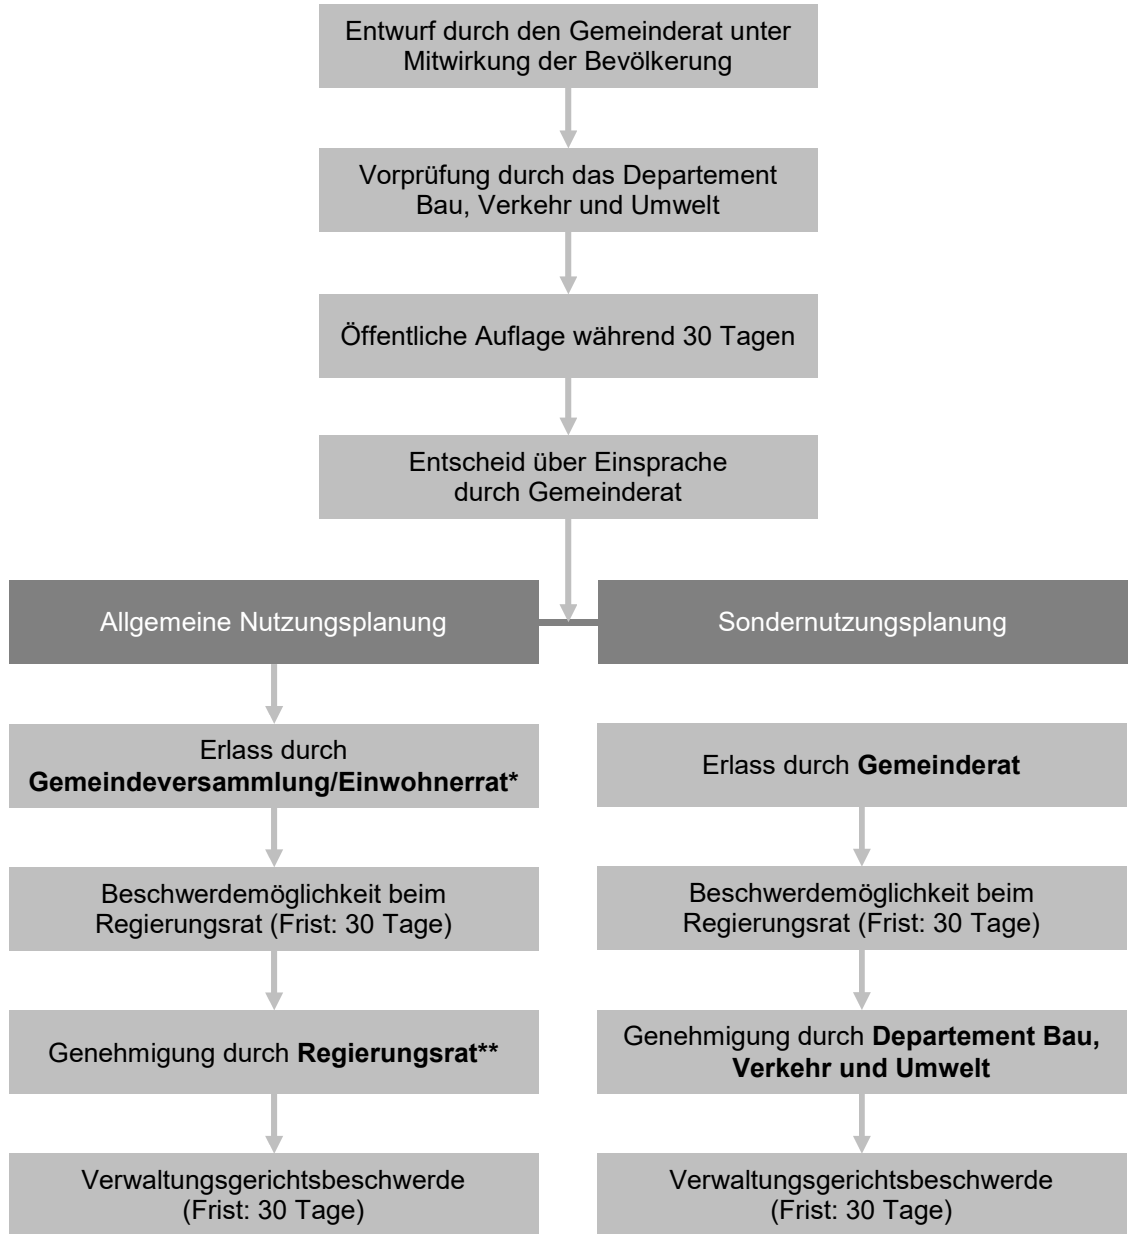 Entwurf durch den Gemeinderat unter
Mitwirkung der Bevölkerung
Vorprüfung durch das Departement
Bau, Verkehr und Umwelt
Öffentliche Auflage während 30 Tagen
Entscheid über Einsprache
durch Gemeinderat
Allgemeine Nutzungsplanung
Erlass durch
Gemeindeversammlung/Einwohnerrat*
Beschwerdemöglichkeit beim
Regierungsrat (Frist: 30 Tage)
Genehmigung durch Regierungsrat**
Verwaltungsgerichtsbeschwerde
(Frist: 30 Tage)
Sondernutzungsplanung
Erlass durch Gemeinderat
Beschwerdemöglichkeit beim
Regierungsrat (Frist: 30 Tage)
Genehmigung durch Departement Bau,
Verkehr und Umwelt
Verwaltungsgerichtsbeschwerde
(Frist: 30 Tage)